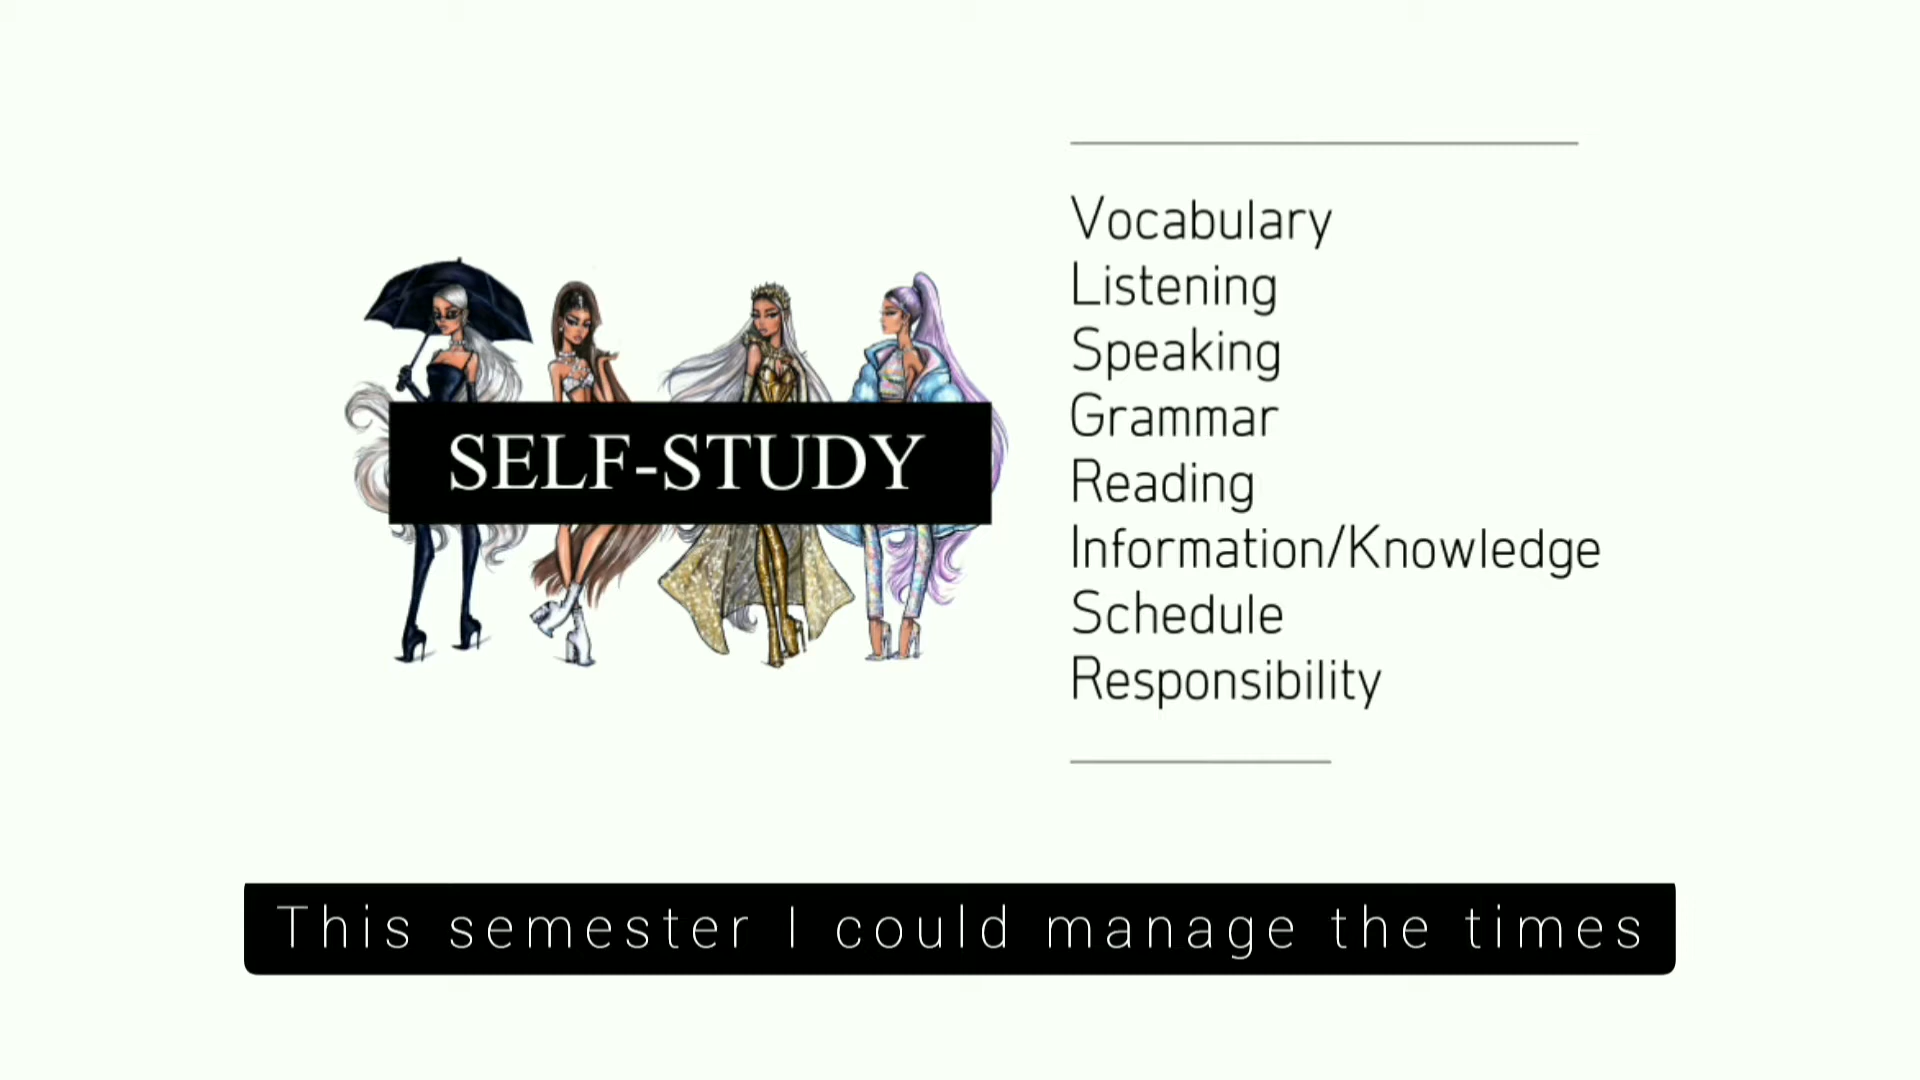 SELF-STUDY
Vocabulary
Listening
Speaking
Grammar
Reading
Information/Knowledge
Schedule
Responsibility
This semester I could manage the times